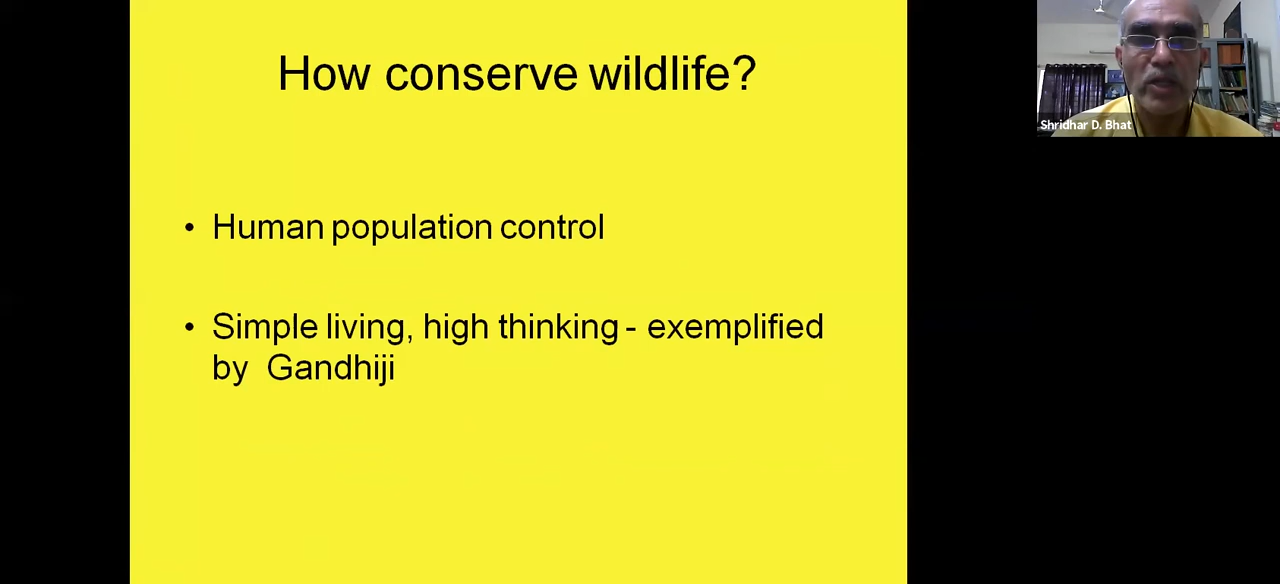 How conserve wildlife?
• Human population control
• Simple living, high thinking - exemplified
by Gandhiji
Shridhar D. Bhat